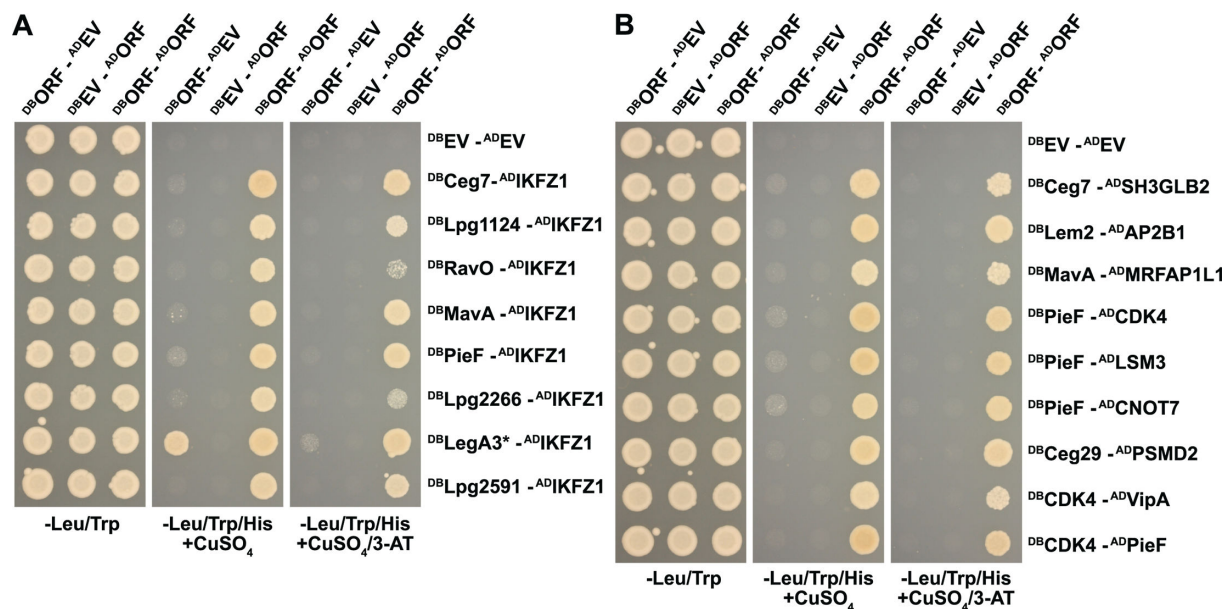 A
DBORF - ADEV
DBEV - ADORF
DBORF- ADORF
DBORF- ADEV
DBEV - ADORF
DBORF- ADORF
DBORF - ADEV
DBEV - ADORF
DBORF- ADORF
DBEV - ADEV
DBCeg7- ADIKFZ1
DBLpg1124 - ADIKFZ1
DBRavO - ADIKFZ1
DBMavA - ADIKFZ1
DBPieF - ADIKFZ1
DBLpg2266 - ADIKFZ1
DBLegA3* - ADIKFZ1
DBLpg2591 - ADIKFZ1
-Leu/Trp
-Leu/Trp/His
+CuSO4
-Leu/Trp/His
+CuSO4/3-AT
B
DBORF - ADEV
DBEV - ADORF
DBORF - ADORF
DBORF - ADEV
DBEV - ADORF
DBORF - ADORF
DBORF - ADEV
DBEV - ADORF
DBORF - ADORF
DBEV - ADEV
DBCeg7 - ADSH3GLB2
DBLem2 - ADAP2B1
DBMavA - ADMRFAP1L1
DBPieF - ADCDK4
DBPieF - ADLSM3
DBPieF - ADCNOT7
DBCeg29 - ADPSMD2
DBCDK4 - ADVipA
DBCDK4 - ADPieF
-Leu/Trp
-Leu/Trp/His
+CuSO4
-Leu/Trp/His
+CuSO4/3-AT